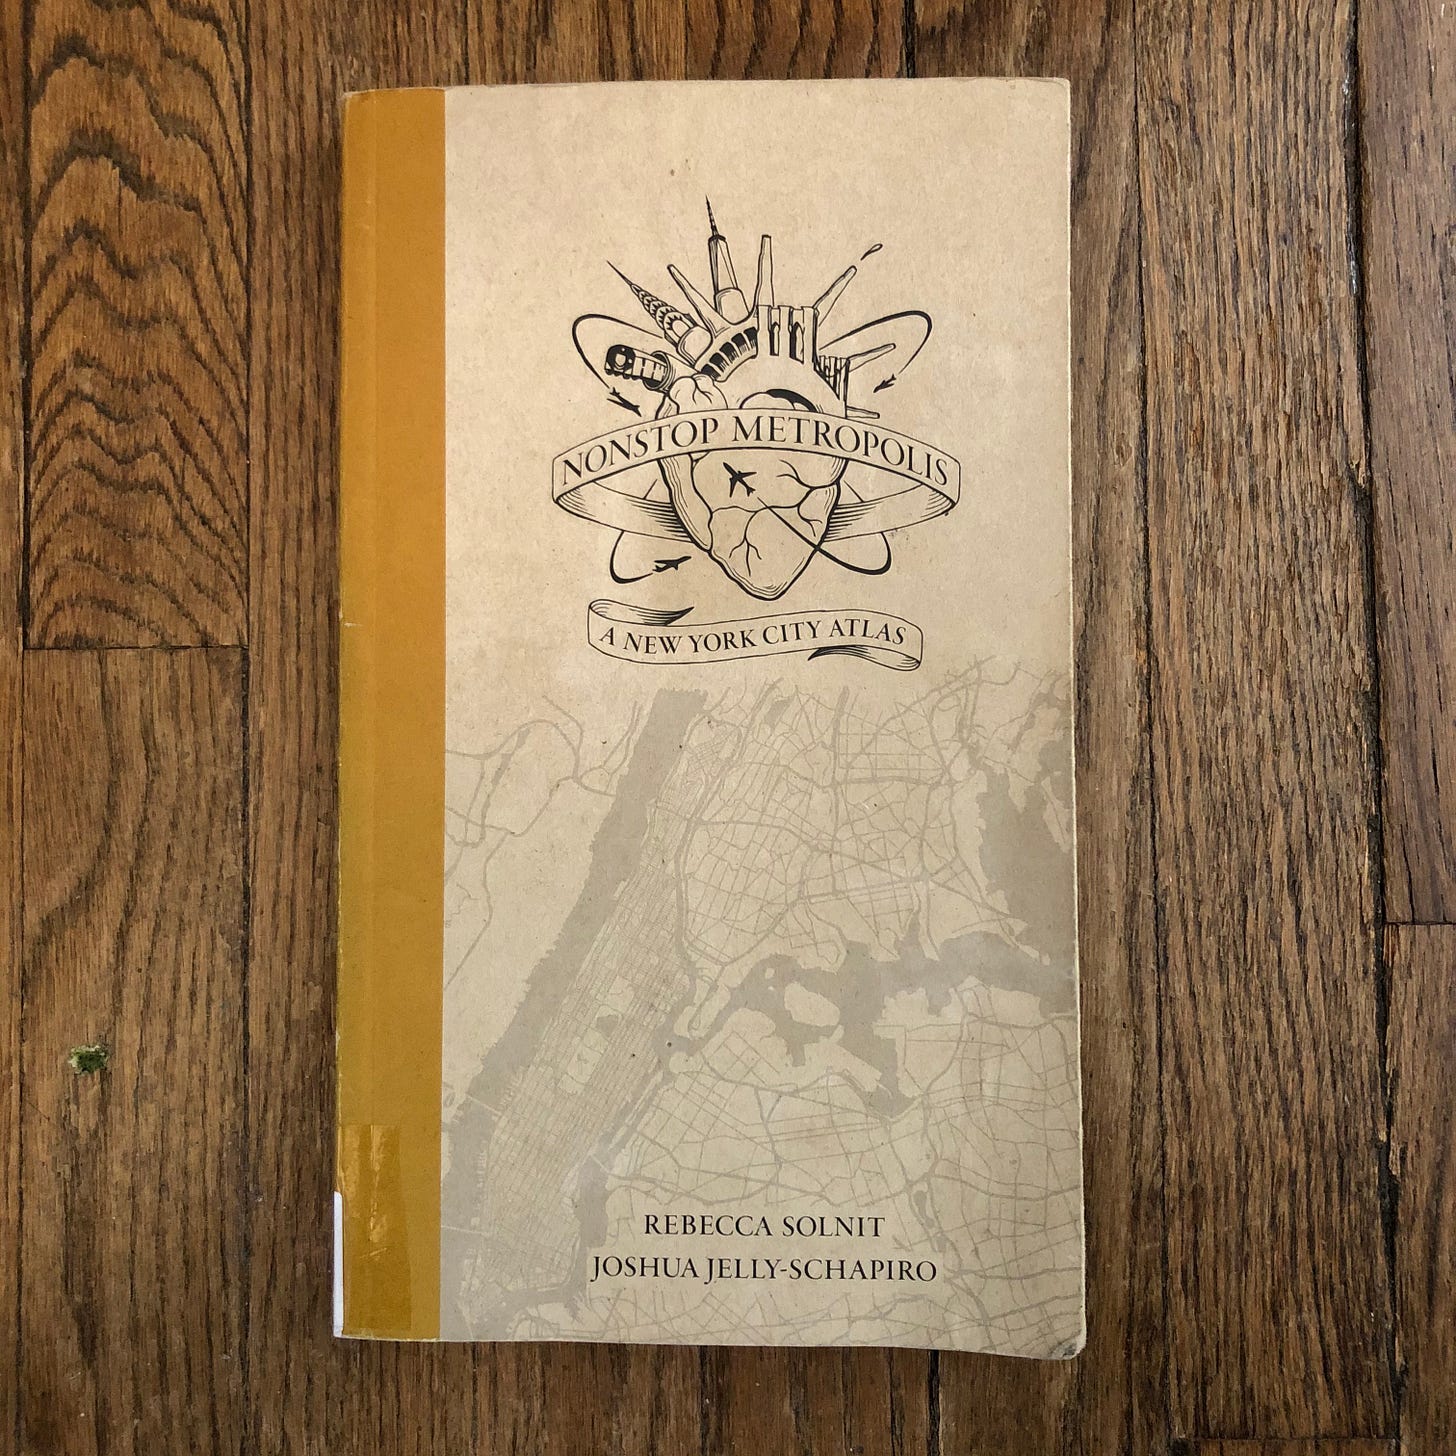 NONSTOP METROPOLIS
A NEW YORK CITY ATLAS
REBECCA SOLNIT
JOSHUA JELLY-SCHAPIRO